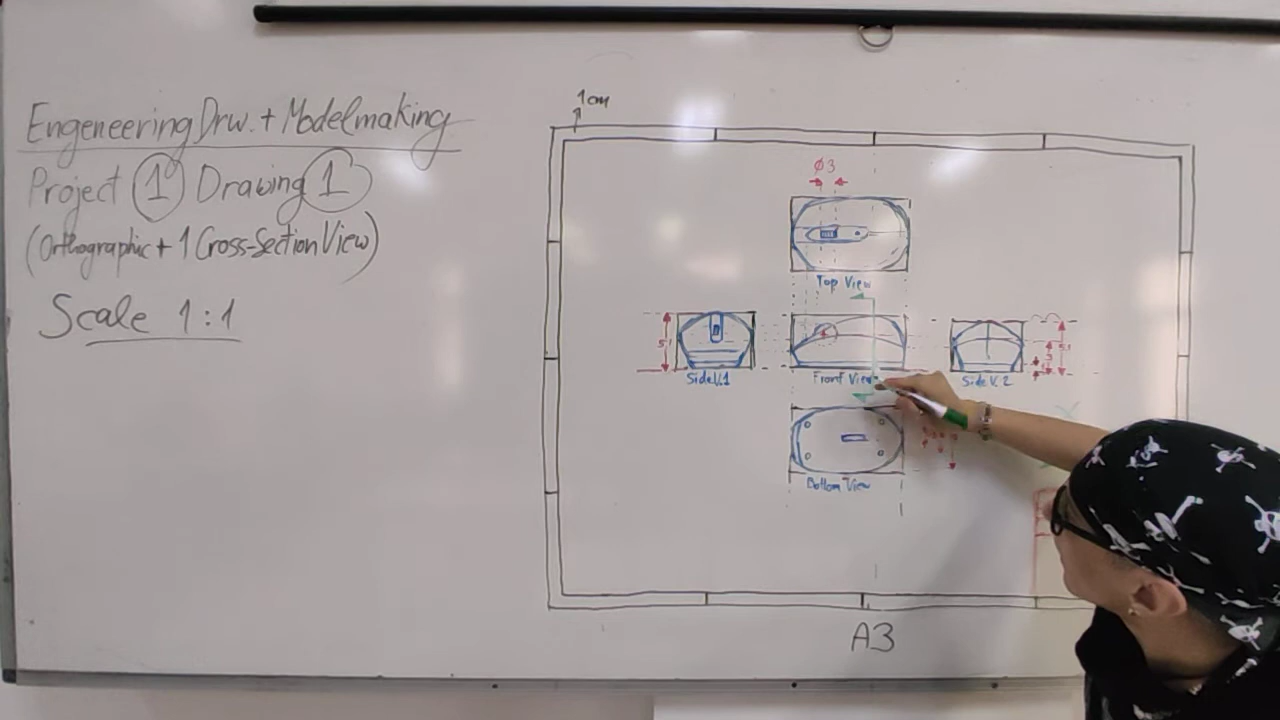 Engeneering Drw. + Modelmaking
Project 1 Drawing 1
(Orthographic + 1 Cross-Section View)
Scale 1:1
1cm
Ø3
Top View
Side V.1
Front View
Side V. 2
Bottom View
A3